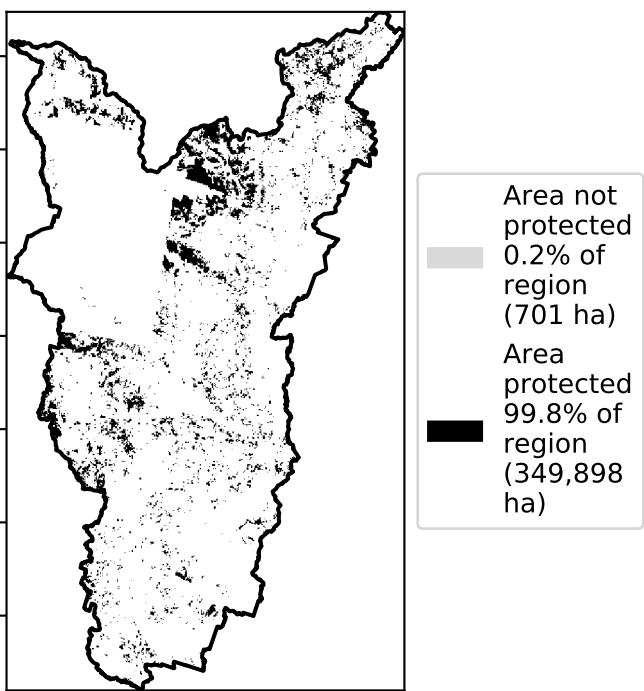 Area not
protected
0.2% of
region
(701 ha)
Area
protected
99.8% of
region
(349,898
ha)